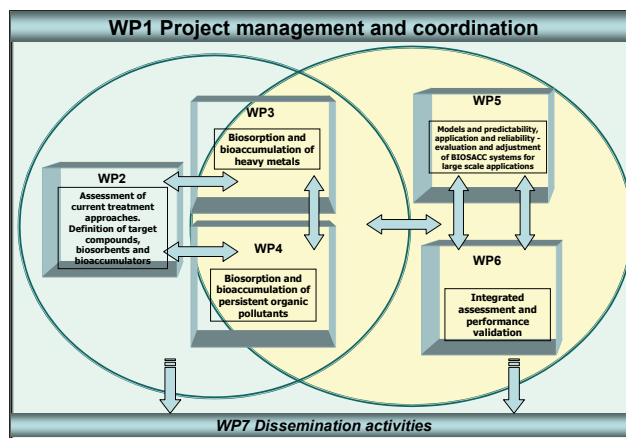 WP1 Project management and coordination
WP3
Biosorption and
bioaccumulation of
heavy metals
WP5
Models and predictability,
application and reliability -
evaluation and adjustment
of BIOSACC systems for
large scale applications
WP2
Assessment of
current treatment
approaches.
Definition of target
compounds,
biosorbents and
bioaccumulators
WP4
Biosorption and
bioaccumulation of
persistent organic
pollutants
WP6
Integrated
assessment and
performance
validation
WP7 Dissemination activities